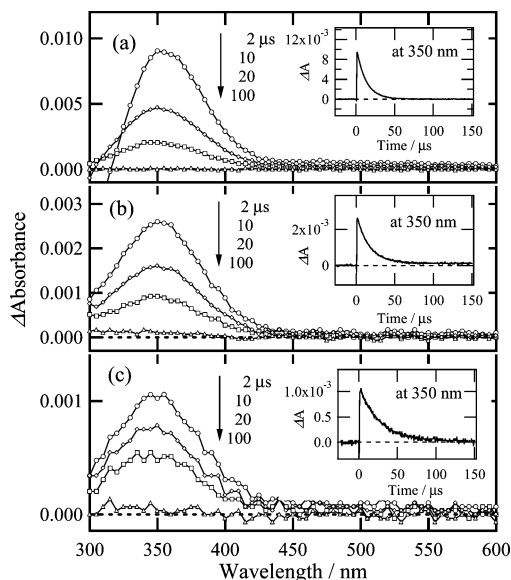 (a)
0.010
0.005
0.000
2 μs
10
20
100
12×10⁻³
8
4
0
ΔA
at 350 nm
0 50 100 150
Time / μs
(b)
0.003
0.002
0.001
0.000
2 μs
10
20
100
2×10⁻³
0
ΔA
at 350 nm
0 50 100 150
Time / μs
ΔAbsorbance
(c)
0.001
0.000
2 μs
10
20
100
1.0×10⁻³
0.5
0.0
ΔA
at 350 nm
0 50 100 150
Time / μs
300 350 400 450 500 550 600
Wavelength / nm